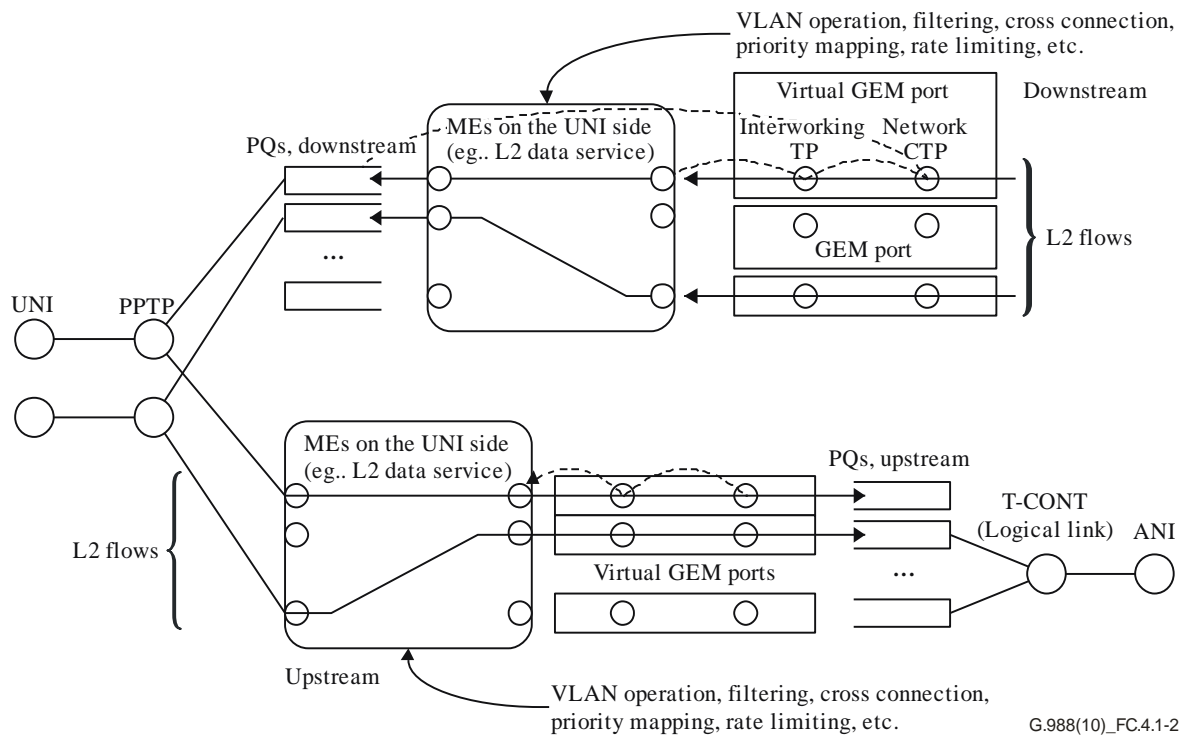 VLAN operation, filtering, cross connection,
priority mapping, rate limiting, etc.
Virtual GEM port
Downstream
MEs on the UNI side
(eg.. L2 data service)
Interworking
TP
Network
CTP
PQs, downstream
GEM port
L2 flows
...
UNI
PPTP
MEs on the UNI side
(eg.. L2 data service)
PQs, upstream
T-CONT
(Logical link)
ANI
L2 flows
Virtual GEM ports
...
Upstream
VLAN operation, filtering, cross connection,
priority mapping, rate limiting, etc.
G.988(10)_FC.4.1-2